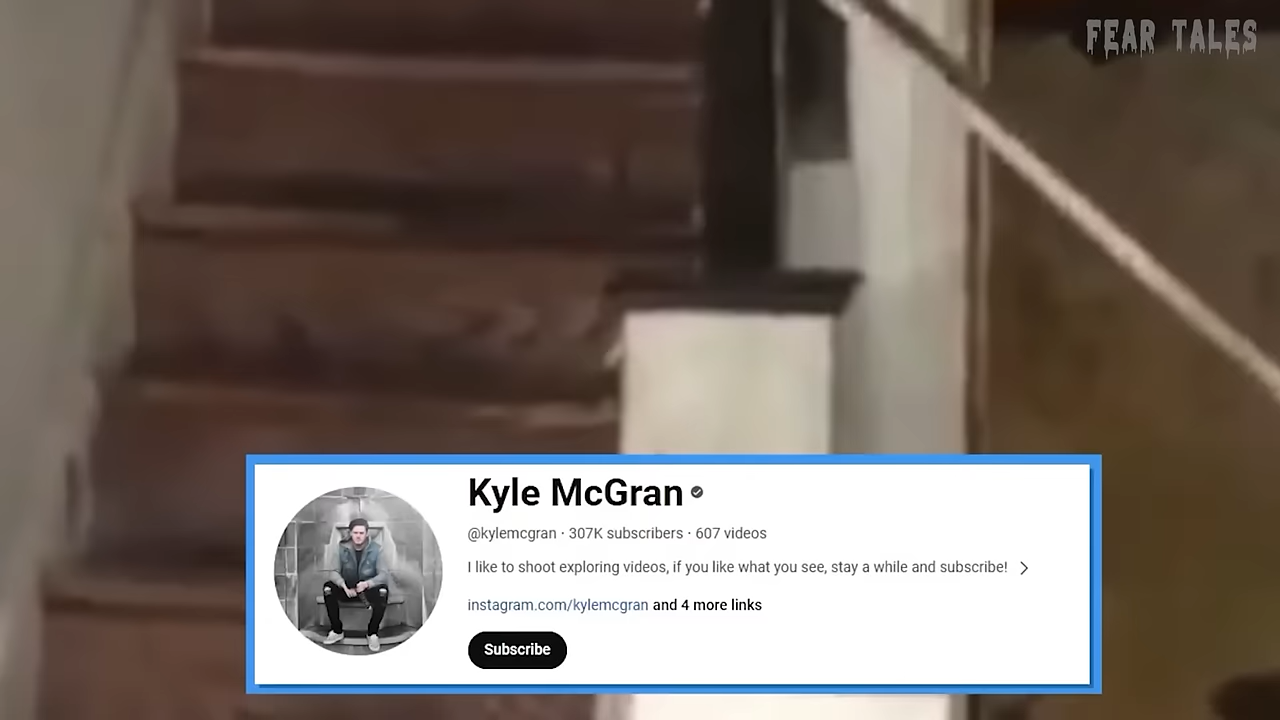 FEAR TALES
Kyle McGran
@kylemcgran · 307K subscribers · 607 videos
I like to shoot exploring videos, if you like what you see, stay a while and subscribe!
instagram.com/kylemcgran and 4 more links
Subscribe